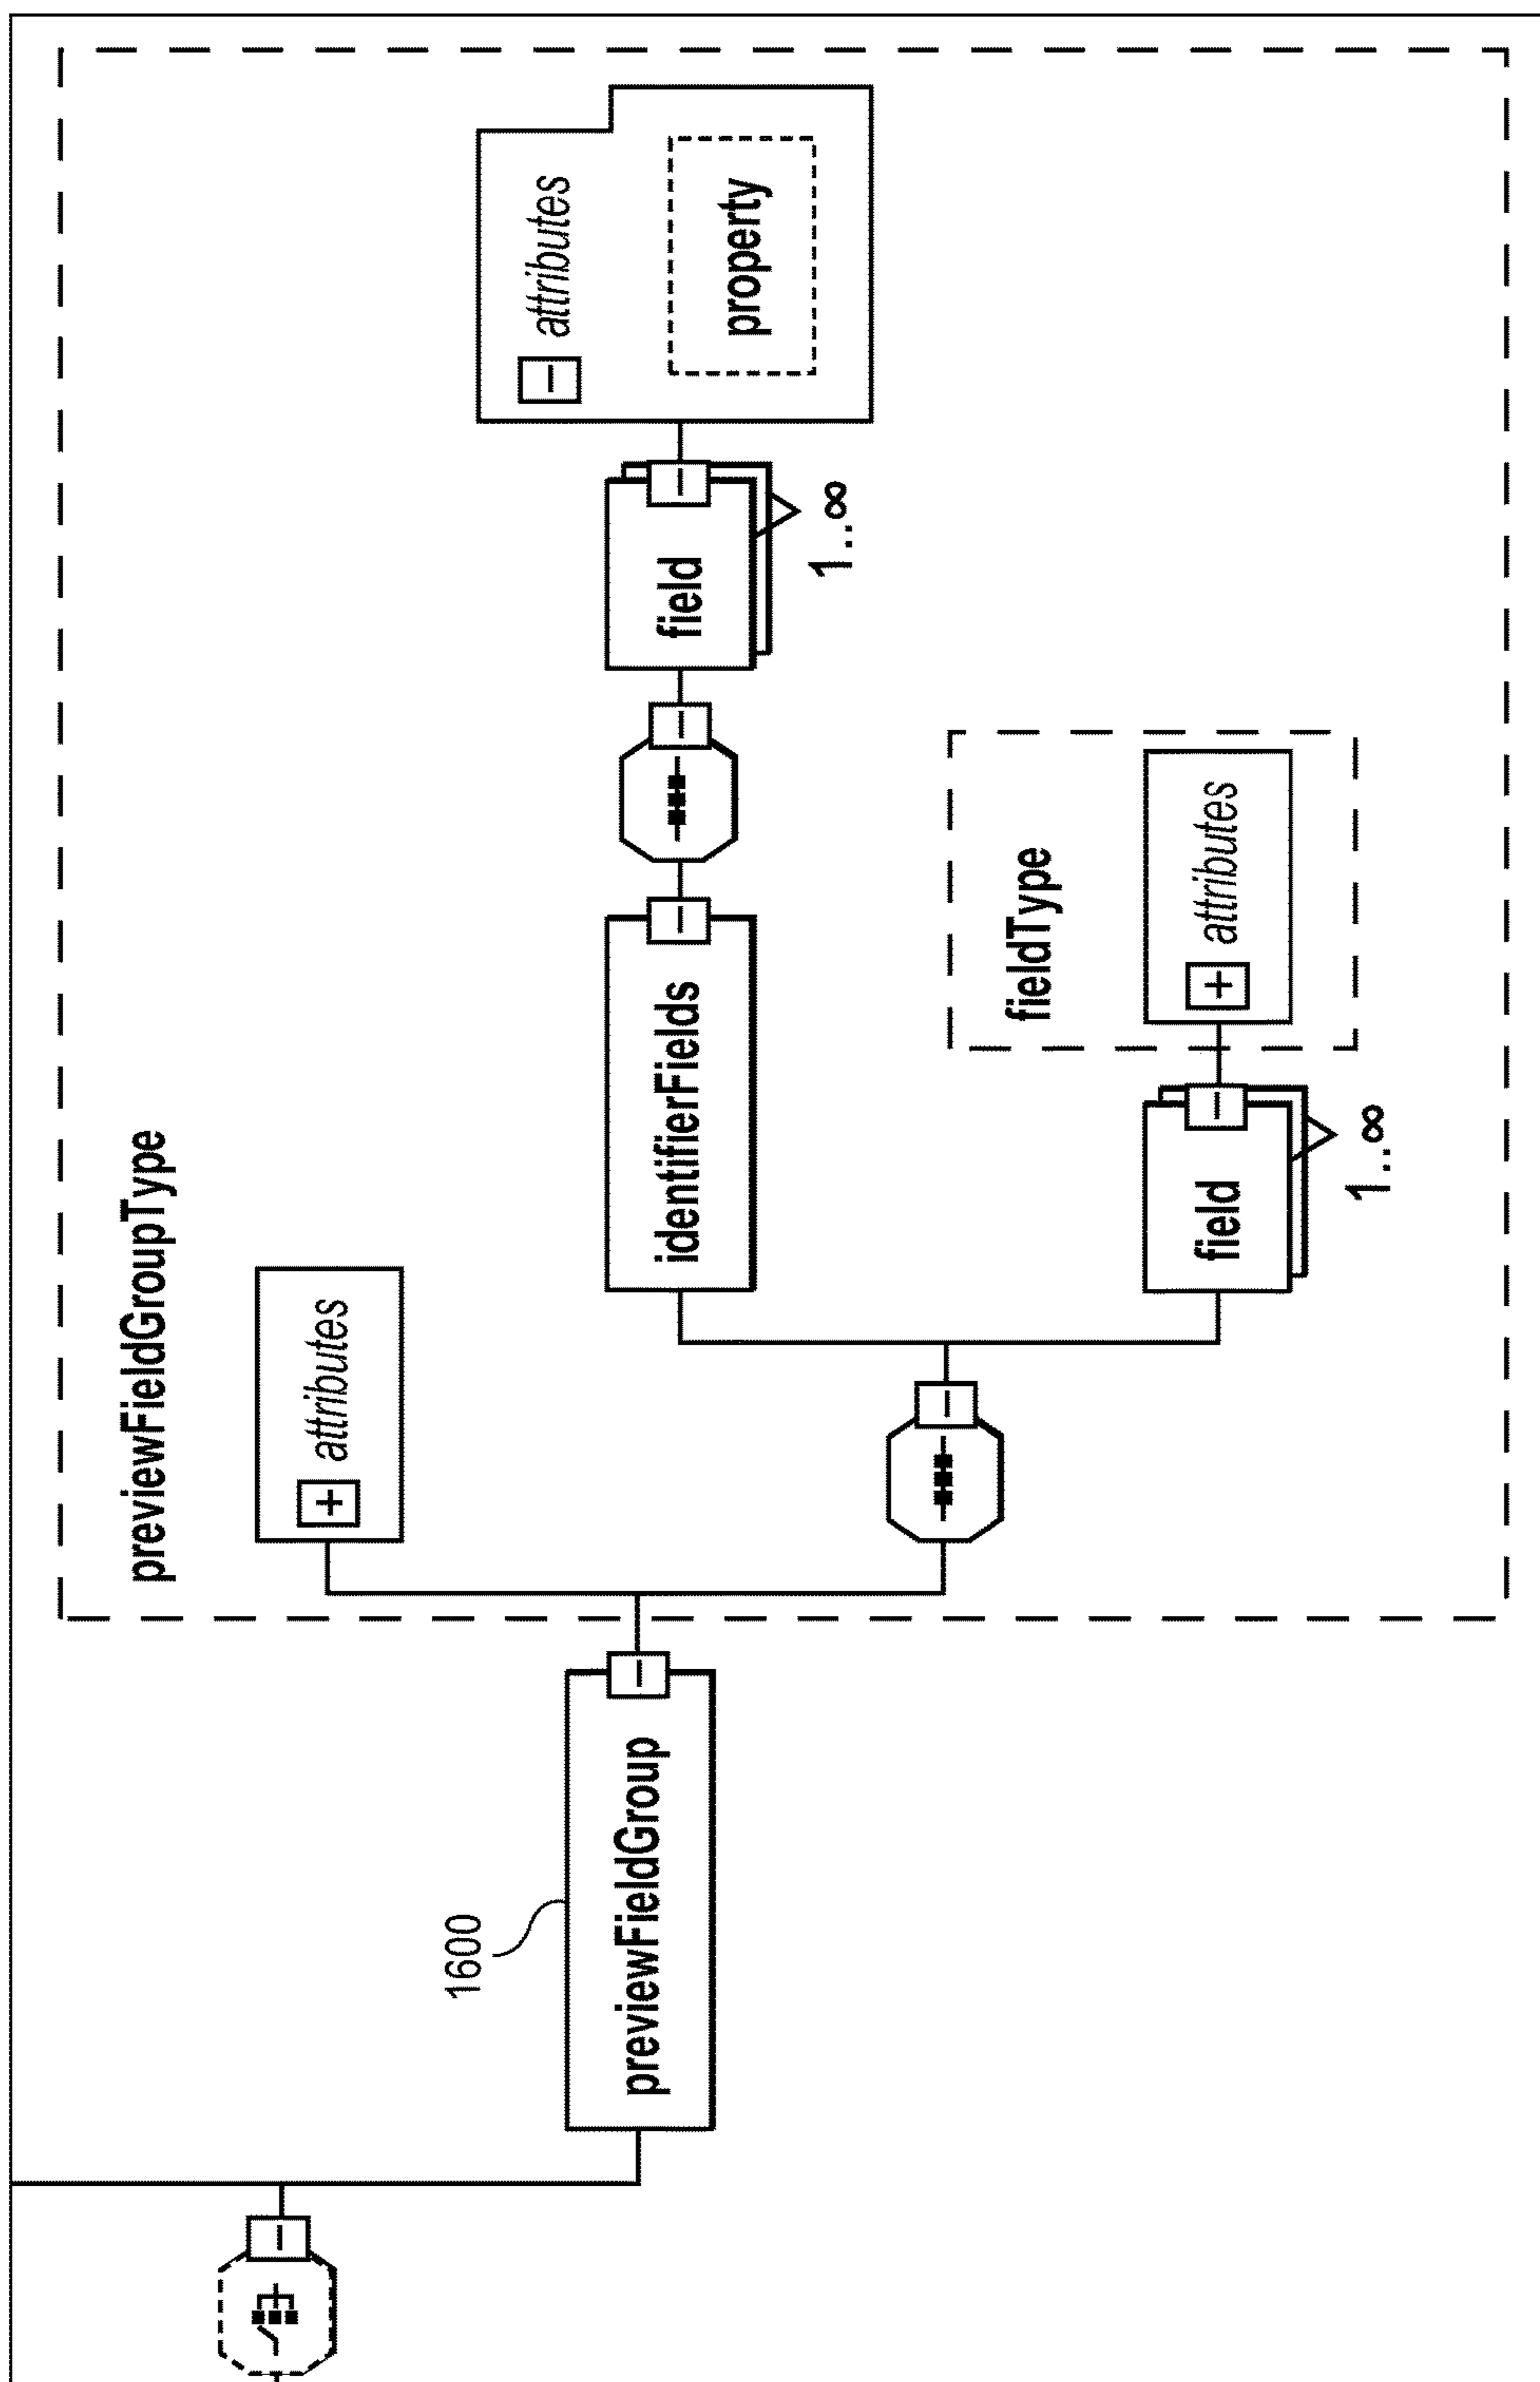 previewFieldGroupType
+ attributes
− attributes
property
1600
previewFieldGroup
identifierFields
field
1..∞
fieldType
+ attributes
field
1..∞